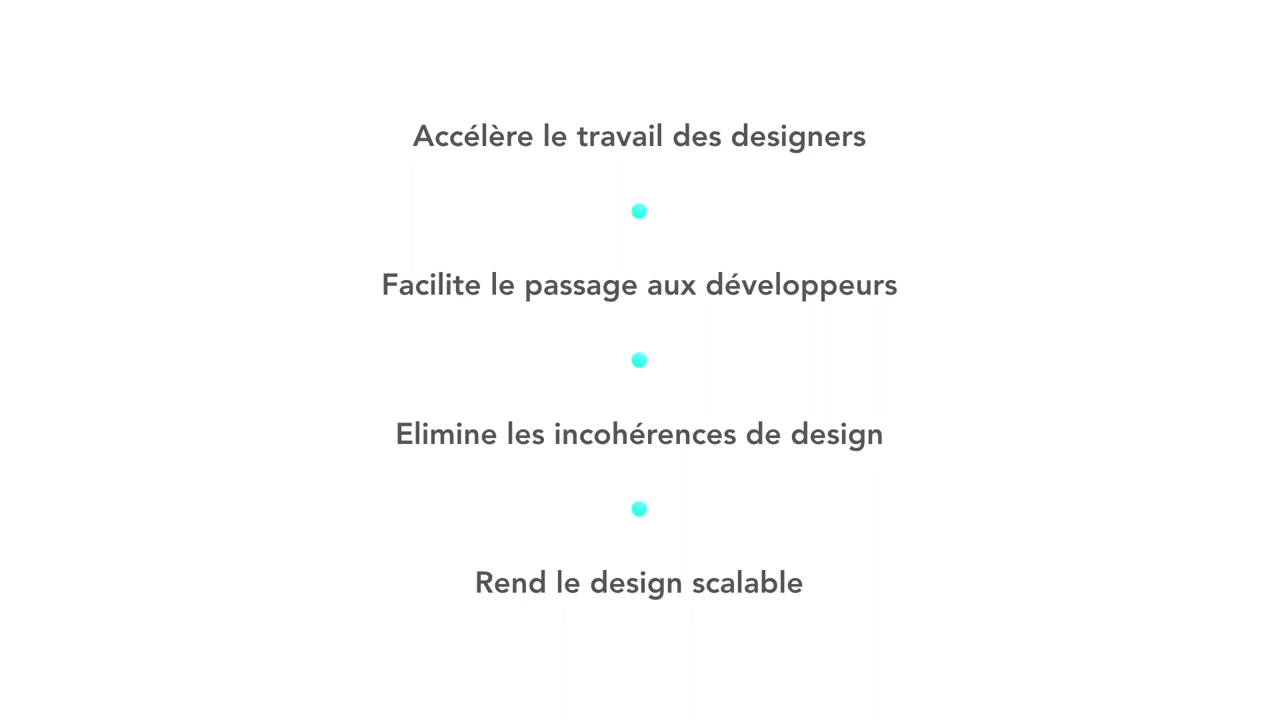 Accélère le travail des designers
Facilite le passage aux développeurs
Elimine les incohérences de design
Rend le design scalable